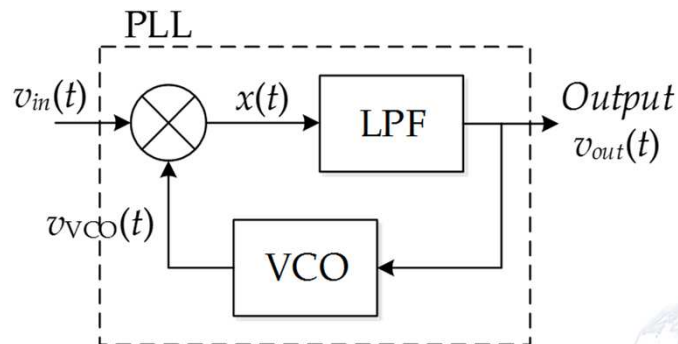 PLL
v_in(t)
x(t)
LPF
Output
v_out(t)
v_VCO(t)
VCO